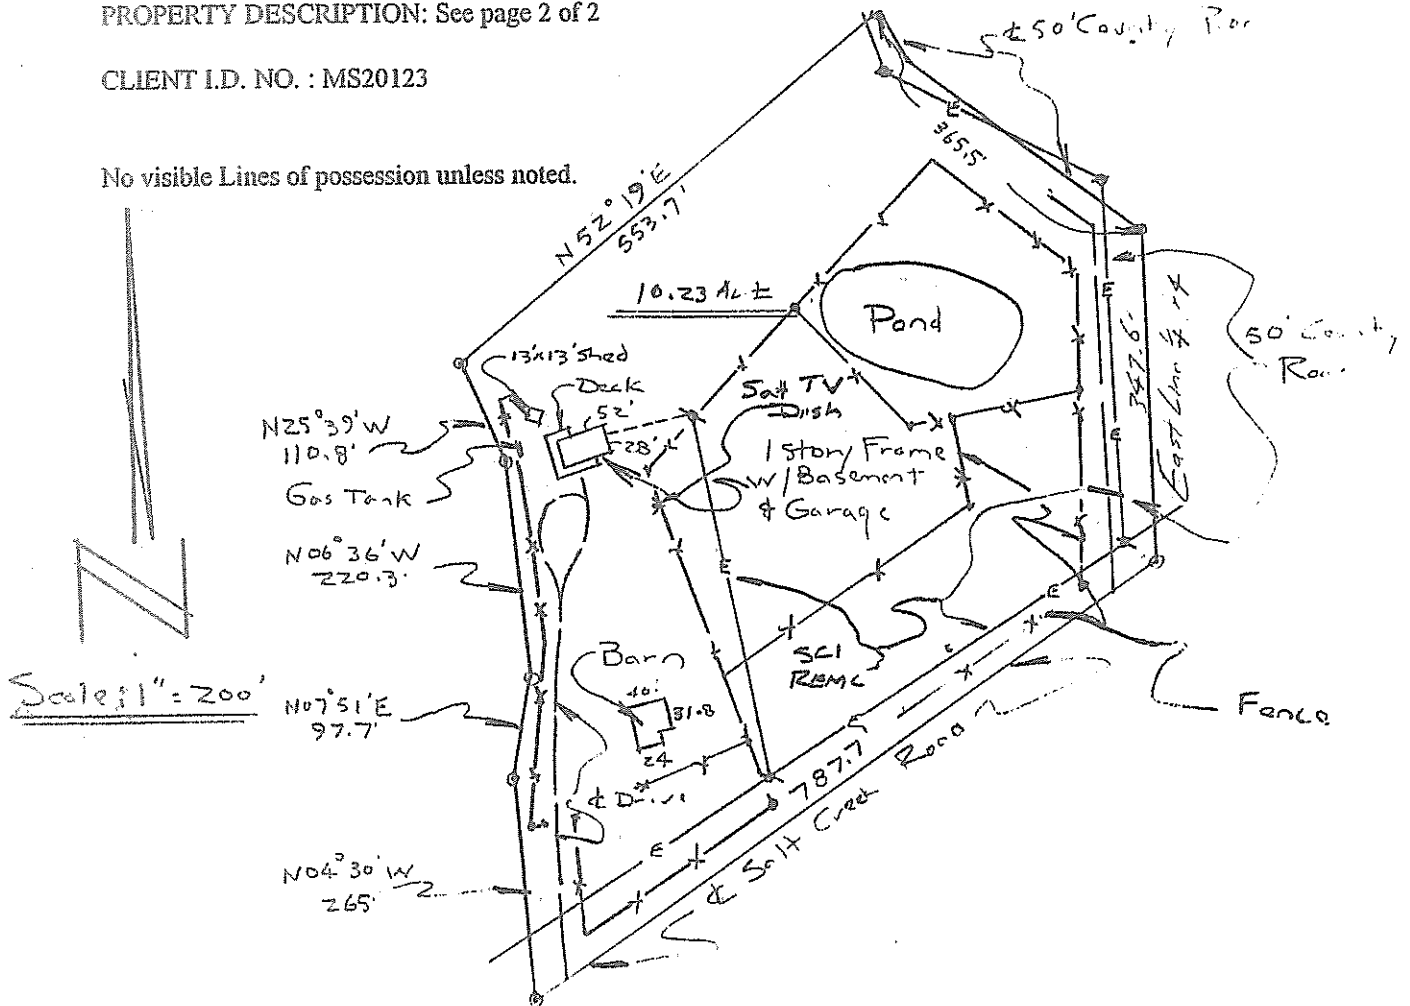 PROPERTY DESCRIPTION: See page 2 of 2
CLIENT I.D. NO. : MS20123
No visible Lines of possession unless noted.
℄ 50' County
E
365.5'
N52°19'E
553.7'
10.23 Ac ±
Pond
E
347.6'
East Line
50' County
13'x13' shed
Deck
52'
28'
Satt TV
Dish
1 story Frame
w/Basement
& Garage
N25°39'W
110.8'
Gas Tank
E
E
N06°36'W
220.3'
E
SCI
REMC
Barn
40'
31.8
24
Scale: 1" = 200'
N07°51'E
97.7'
Fence
℄ Drive
E
787.7
℄ Salt Creek Road
E
N04°30'W
265'
N